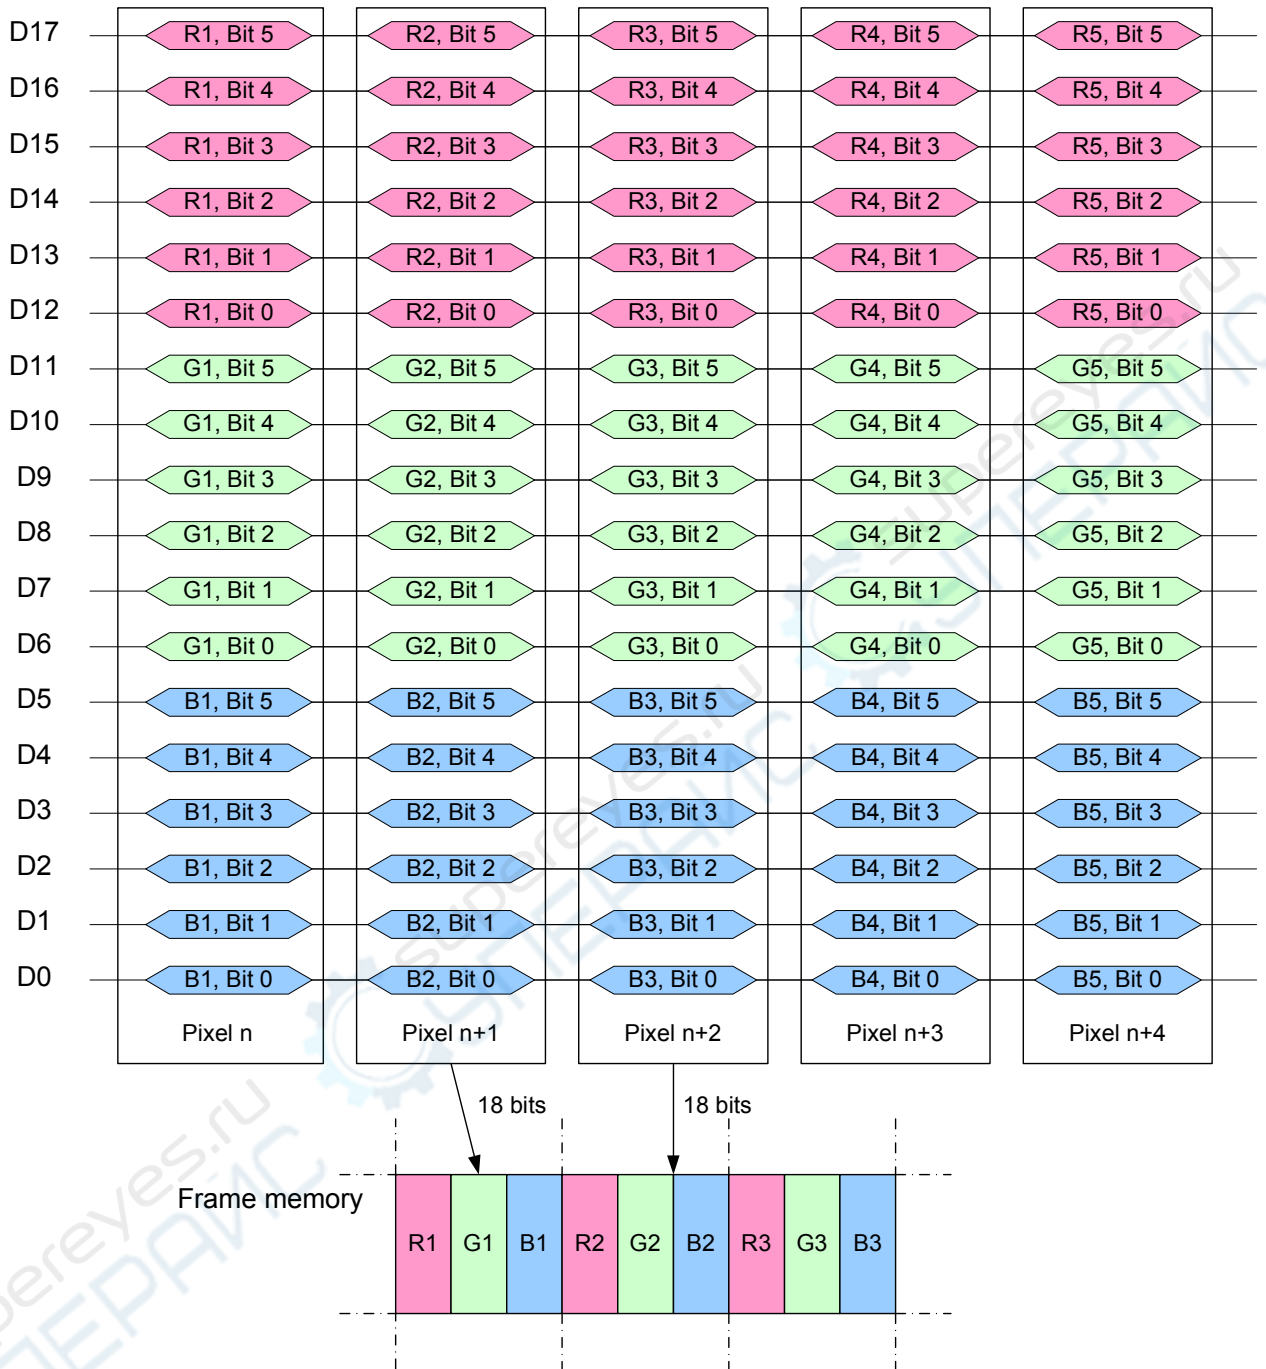 D17 R1, Bit 5 R2, Bit 5 R3, Bit 5 R4, Bit 5 R5, Bit 5
D16 R1, Bit 4 R2, Bit 4 R3, Bit 4 R4, Bit 4 R5, Bit 4
D15 R1, Bit 3 R2, Bit 3 R3, Bit 3 R4, Bit 3 R5, Bit 3
D14 R1, Bit 2 R2, Bit 2 R3, Bit 2 R4, Bit 2 R5, Bit 2
D13 R1, Bit 1 R2, Bit 1 R3, Bit 1 R4, Bit 1 R5, Bit 1
D12 R1, Bit 0 R2, Bit 0 R3, Bit 0 R4, Bit 0 R5, Bit 0
D11 G1, Bit 5 G2, Bit 5 G3, Bit 5 G4, Bit 5 G5, Bit 5
D10 G1, Bit 4 G2, Bit 4 G3, Bit 4 G4, Bit 4 G5, Bit 4
D9 G1, Bit 3 G2, Bit 3 G3, Bit 3 G4, Bit 3 G5, Bit 3
D8 G1, Bit 2 G2, Bit 2 G3, Bit 2 G4, Bit 2 G5, Bit 2
D7 G1, Bit 1 G2, Bit 1 G3, Bit 1 G4, Bit 1 G5, Bit 1
D6 G1, Bit 0 G2, Bit 0 G3, Bit 0 G4, Bit 0 G5, Bit 0
D5 B1, Bit 5 B2, Bit 5 B3, Bit 5 B4, Bit 5 B5, Bit 5
D4 B1, Bit 4 B2, Bit 4 B3, Bit 4 B4, Bit 4 B5, Bit 4
D3 B1, Bit 3 B2, Bit 3 B3, Bit 3 B4, Bit 3 B5, Bit 3
D2 B1, Bit 2 B2, Bit 2 B3, Bit 2 B4, Bit 2 B5, Bit 2
D1 B1, Bit 1 B2, Bit 1 B3, Bit 1 B4, Bit 1 B5, Bit 1
D0 B1, Bit 0 B2, Bit 0 B3, Bit 0 B4, Bit 0 B5, Bit 0
Pixel n Pixel n+1 Pixel n+2 Pixel n+3 Pixel n+4
18 bits 18 bits
Frame memory
R1 G1 B1 R2 G2 B2 R3 G3 B3
supereyes.ru
СУПЕРАЙС